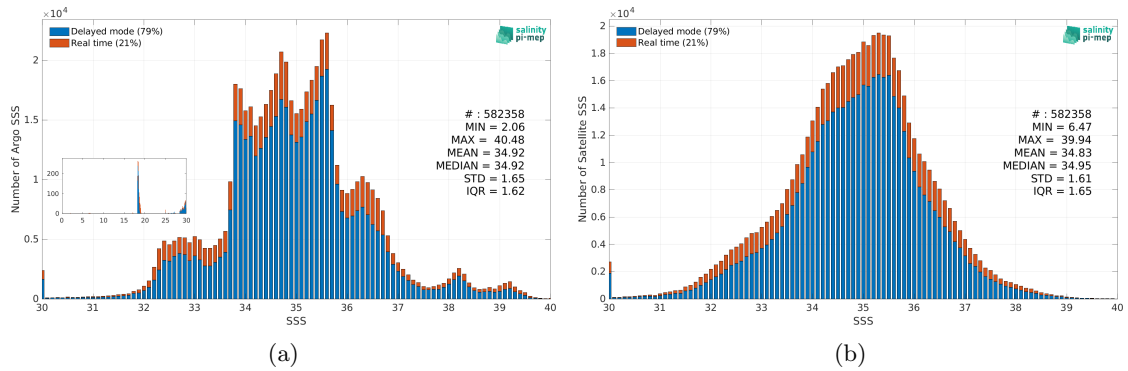 ×10⁴
Delayed mode (79%)
Real time (21%)
salinity
pi-mep
# : 582358
MIN = 2.06
MAX = 40.48
MEAN = 34.92
MEDIAN = 34.92
STD = 1.65
IQR = 1.62
Number of Argo SSS
2
1.5
1
0.5
0
200
100
0
0 5 10 15 20 25 30
30 31 32 33 34 35 36 37 38 39 40
SSS
(a)
×10⁴
Delayed mode (79%)
Real time (21%)
salinity
pi-mep
# : 582358
MIN = 6.47
MAX = 39.94
MEAN = 34.83
MEDIAN = 34.95
STD = 1.61
IQR = 1.65
Number of Satellite SSS
2
1.8
1.6
1.4
1.2
1
0.8
0.6
0.4
0.2
0
30 31 32 33 34 35 36 37 38 39 40
SSS
(b)